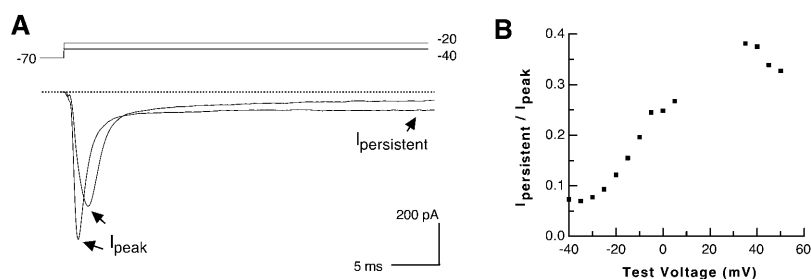 A
-70
-20
-40
Ipersistent
Ipeak
200 pA
5 ms
B
Ipersistent / Ipeak
0.4
0.3
0.2
0.1
0.0
-40 -20 0 20 40 60
Test Voltage (mV)